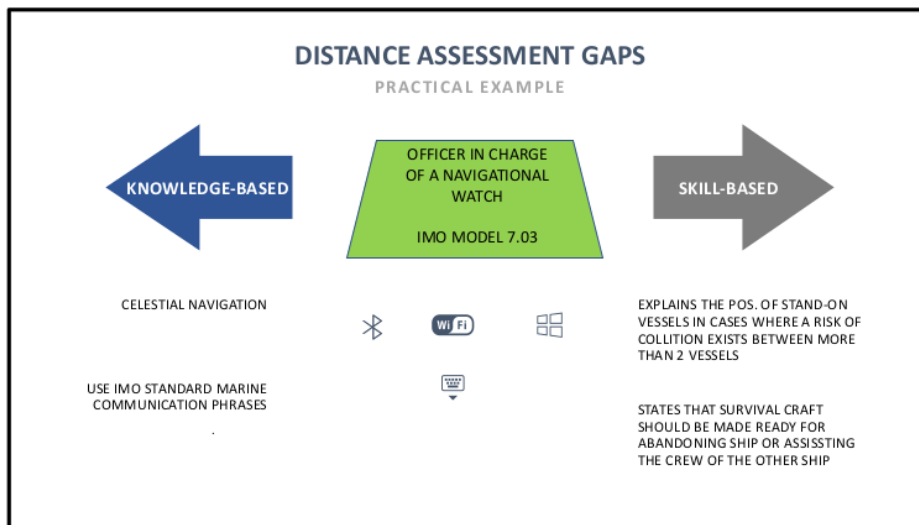 DISTANCE ASSESSMENT GAPS
PRACTICAL EXAMPLE
KNOWLEDGE-BASED
OFFICER IN CHARGE
OF A NAVIGATIONAL
WATCH
IMO MODEL 7.03
SKILL-BASED
CELESTIAL NAVIGATION
USE IMO STANDARD MARINE
COMMUNICATION PHRASES
.
Wi Fi
EXPLAINS THE POS. OF STAND-ON
VESSELS IN CASES WHERE A RISK OF
COLLITION EXISTS BETWEEN MORE
THAN 2 VESSELS
STATES THAT SURVIVAL CRAFT
SHOULD BE MADE READY FOR
ABANDONING SHIP OR ASSISSTING
THE CREW OF THE OTHER SHIP